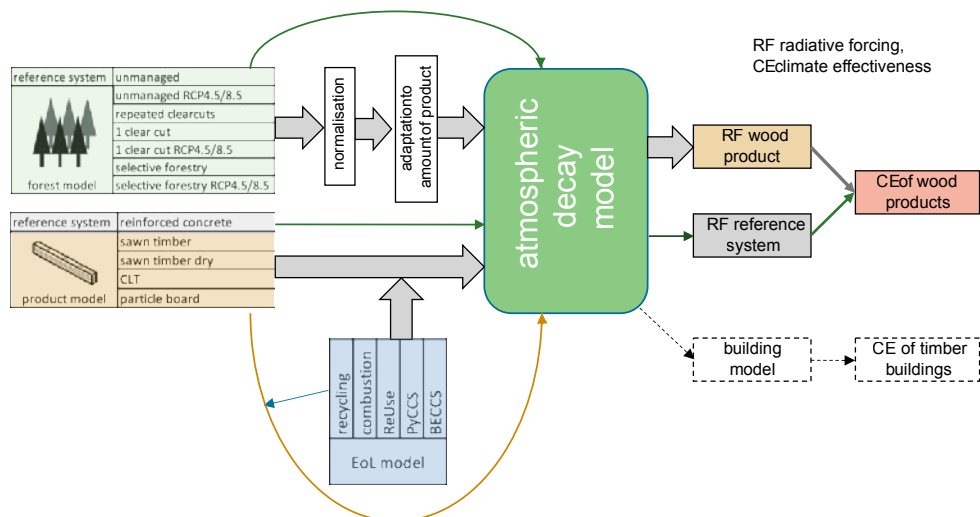 RF radiative forcing,
CEclimate effectiveness
reference system
unmanaged
unmanaged RCP4.5/8.5
repeated clearcuts
1 clear cut
1 clear cut RCP4.5/8.5
selective forestry
forest model
selective forestry RCP4.5/8.5
normalisation
adaptationto
amountof product
atmospheric
decay
model
RF wood
product
CEof wood
products
RF reference
system
reference system
reinforced concrete
sawn timber
sawn timber dry
CLT
product model
particle board
building
model
CE of timber
buildings
recycling
combustion
ReUse
PyCCS
BECCS
EoL model